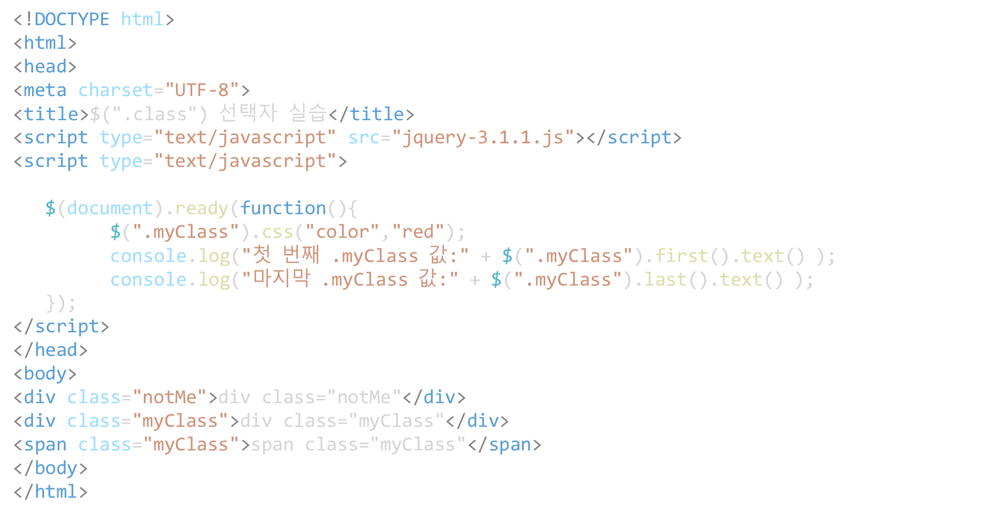 <!DOCTYPE html>
<html>
<head>
<meta charset="UTF-8">
<title>$(".class") 선택자 실습</title>
<script type="text/javascript" src="jquery-3.1.1.js"></script>
<script type="text/javascript">
$(document).ready(function(){
$(".myClass").css("color","red");
console.log("첫 번째 .myClass 값:" + $(".myClass").first().text() );
console.log("마지막 .myClass 값:" + $(".myClass").last().text() );
});
</script>
</head>
<body>
<div class="notMe">div class="notMe"</div>
<div class="myClass">div class="myClass"</div>
<span class="myClass">span class="myClass"</span>
</body>
</html>